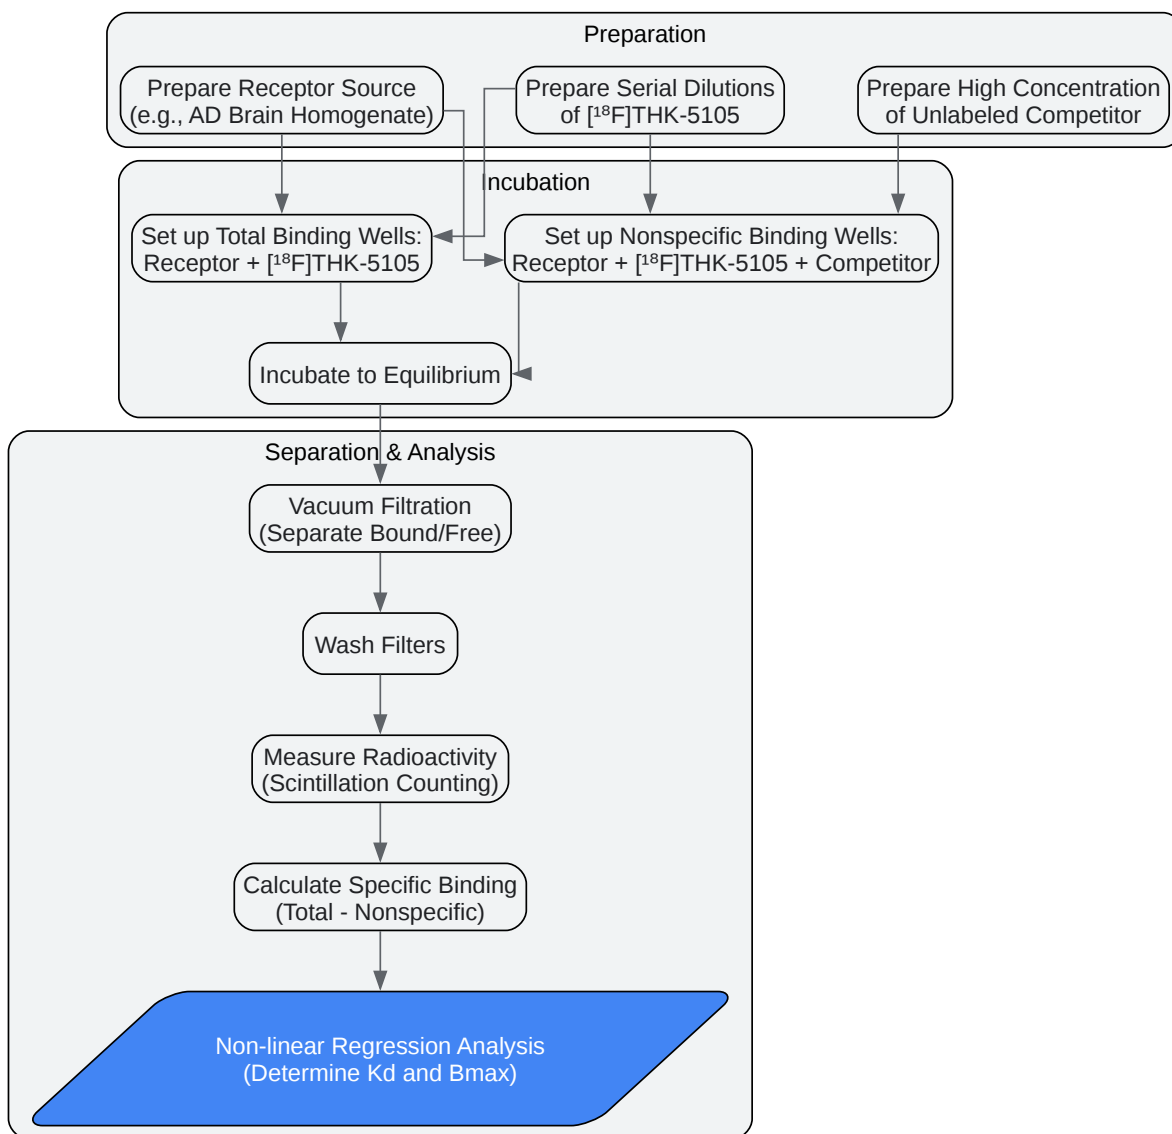 Preparation
Prepare Receptor Source
(e.g., AD Brain Homogenate)
Prepare Serial Dilutions
of [¹⁸F]THK-5105
Prepare High Concentration
of Unlabeled Competitor
Incubation
Set up Total Binding Wells:
Receptor + [¹⁸F]THK-5105
Set up Nonspecific Binding Wells:
Receptor + [¹⁸F]THK-5105 + Competitor
Incubate to Equilibrium
Separation & Analysis
Vacuum Filtration
(Separate Bound/Free)
Wash Filters
Measure Radioactivity
(Scintillation Counting)
Calculate Specific Binding
(Total - Nonspecific)
Non-linear Regression Analysis
(Determine Kd and Bmax)